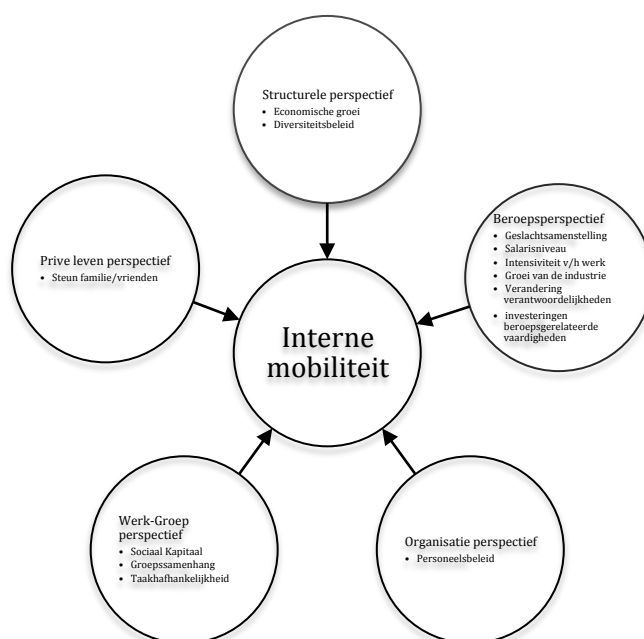 Structurele perspectief
• Economische groei
• Diversiteitsbeleid
Beroepsperspectief
• Geslachtsamenstelling
• Salarisniveau
• Intensiviteit v/h werk
• Groei van de industrie
• Verandering
verantwoordelijkheden
• investeringen
beroepsgerelateerde
vaardigheden
Prive leven perspectief
• Steun familie/vrienden
Interne
mobiliteit
Werk-Groep
perspectief
• Sociaal Kapitaal
• Groepssamenhang
• Taakhafhankelijkheid
Organisatie perspectief
• Personeelsbeleid